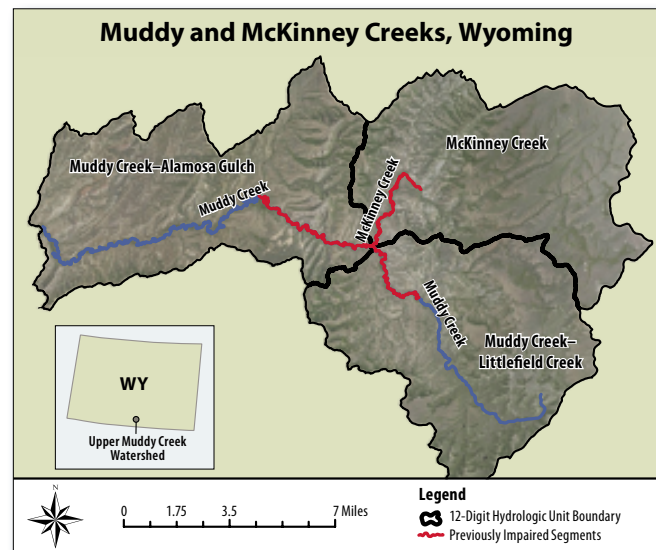 Muddy and McKinney Creeks, Wyoming
McKinney Creek
Muddy Creek–Alamosa Gulch
Muddy Creek
McKinney Creek
Muddy Creek
Muddy Creek–
Littlefield Creek
WY
Upper Muddy Creek
Watershed
N
0 1.75 3.5 7 Miles
Legend
12-Digit Hydrologic Unit Boundary
Previously Impaired Segments